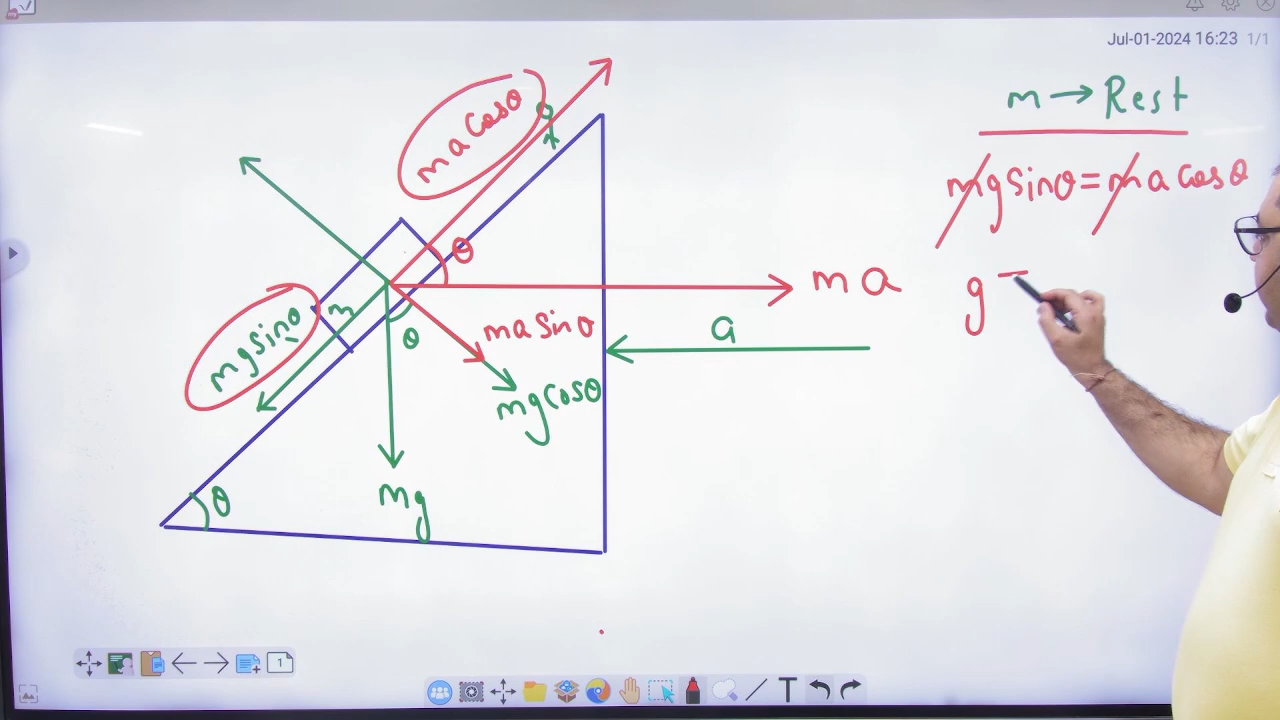 Jul-01-2024 16:23 1/1
m → Rest
mg sinθ = ma cosθ
g
ma cosθ
θ
ma
a
mg sinθ
m
θ
ma sinθ
mg cosθ
mg
θ
1
T